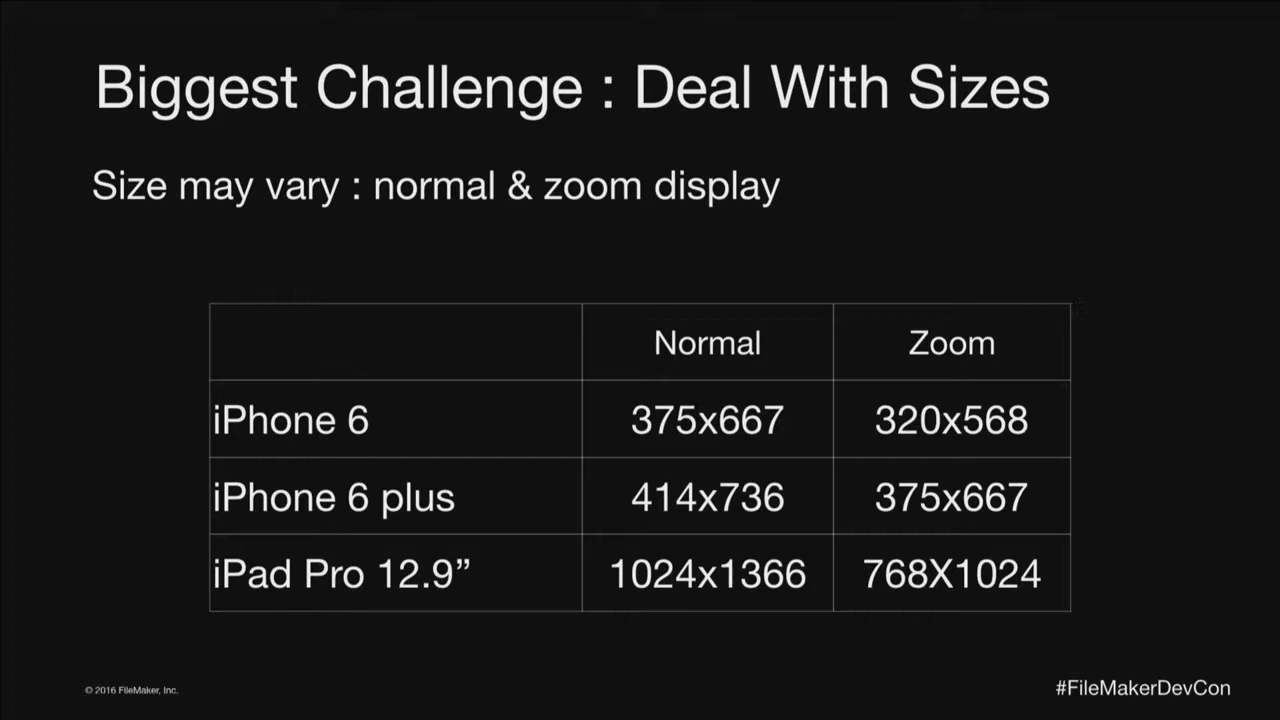 Biggest Challenge : Deal With Sizes
Size may vary : normal & zoom display
Normal Zoom
iPhone 6 375x667 320x568
iPhone 6 plus 414x736 375x667
iPad Pro 12.9” 1024x1366 768X1024
© 2016 FileMaker, Inc.
#FileMakerDevCon